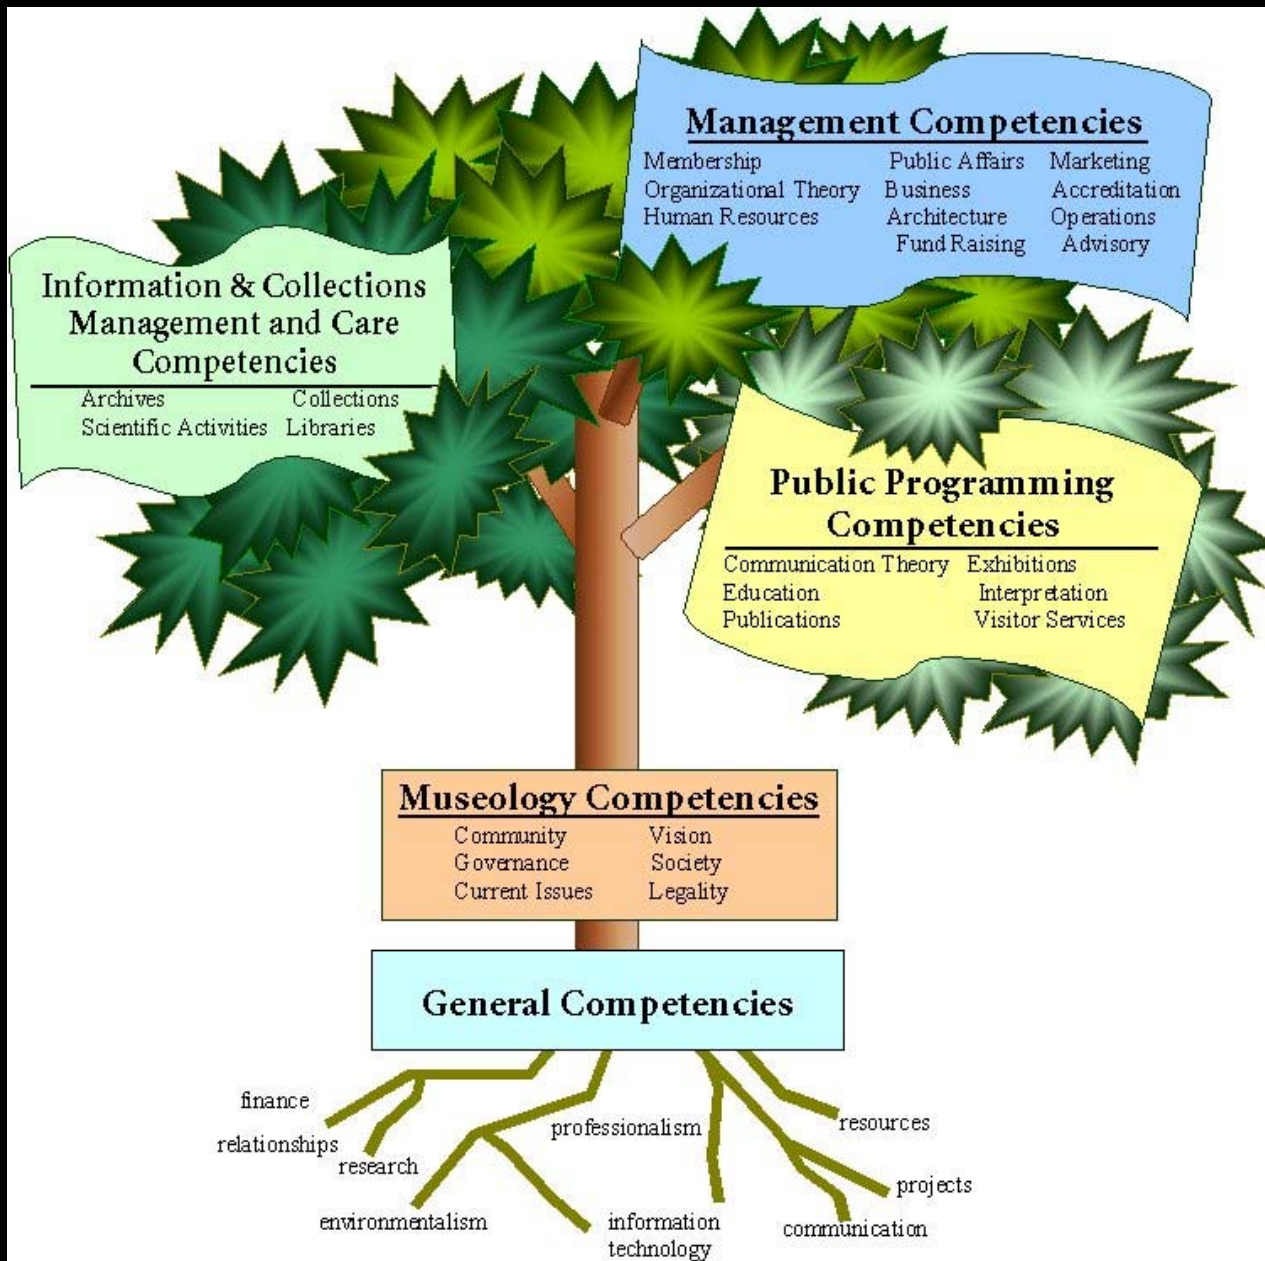 Management Competencies
Membership Public Affairs Marketing
Organizational Theory Business Accreditation
Human Resources Architecture Operations
Fund Raising Advisory
Information & Collections
Management and Care
Competencies
Archives Collections
Scientific Activities Libraries
Public Programming
Competencies
Communication Theory Exhibitions
Education Interpretation
Publications Visitor Services
Museology Competencies
Community Vision
Governance Society
Current Issues Legality
General Competencies
finance
relationships
research
environmentalism
professionalism
information
technology
resources
projects
communication